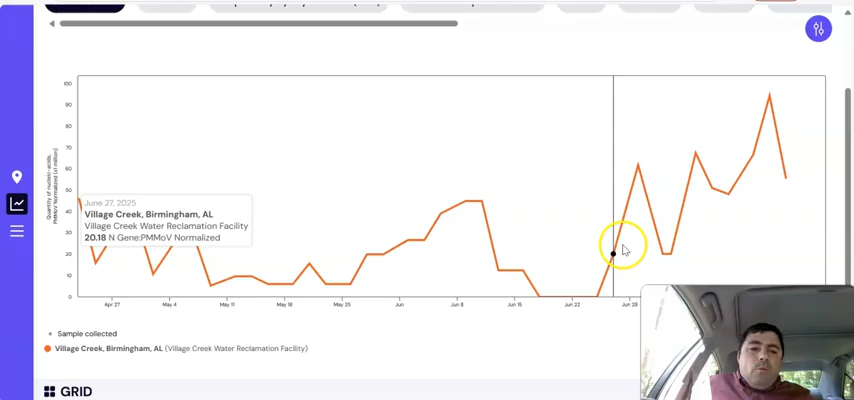 100
90
80
70
60
50
40
30
20
10
0
Quantity of nucleic-acids,
PMMoV Normalized (x1 million)
June 27, 2025
Village Creek, Birmingham, AL
Village Creek Water Reclamation Facility
20.18 N Gene:PMMoV Normalized
Apr 27
May 4
May 11
May 18
May 25
Jun
Jun 8
Jun 15
Jun 22
Jun 28
Sample collected
Village Creek, Birmingham, AL (Village Creek Water Reclamation Facility)
GRID